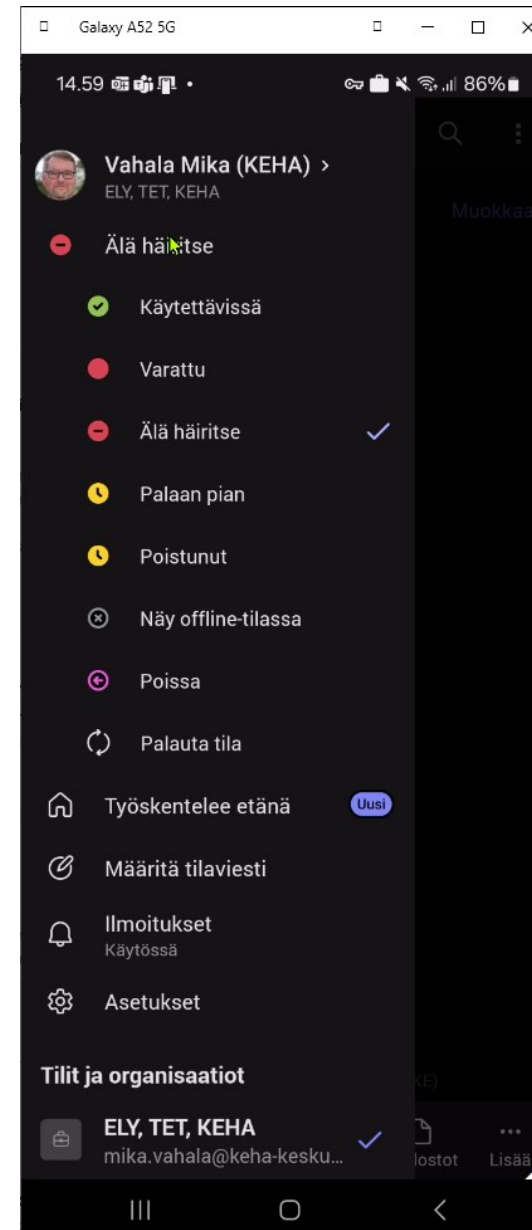 Galaxy A52 5G
14.59
86%
Vahala Mika (KEHA)
ELY, TET, KEHA
Muokkaa
Älä häiritse
Käytettävissä
Varattu
Älä häiritse
Palaan pian
Poistunut
Näy offline-tilassa
Poissa
Palauta tila
Työskentelee etänä
Uusi
Määritä tilaviesti
Ilmoitukset
Käytössä
Asetukset
Tilit ja organisaatiot
ELY, TET, KEHA
mika.vahala@keha-kesku...
lostot
Lisää